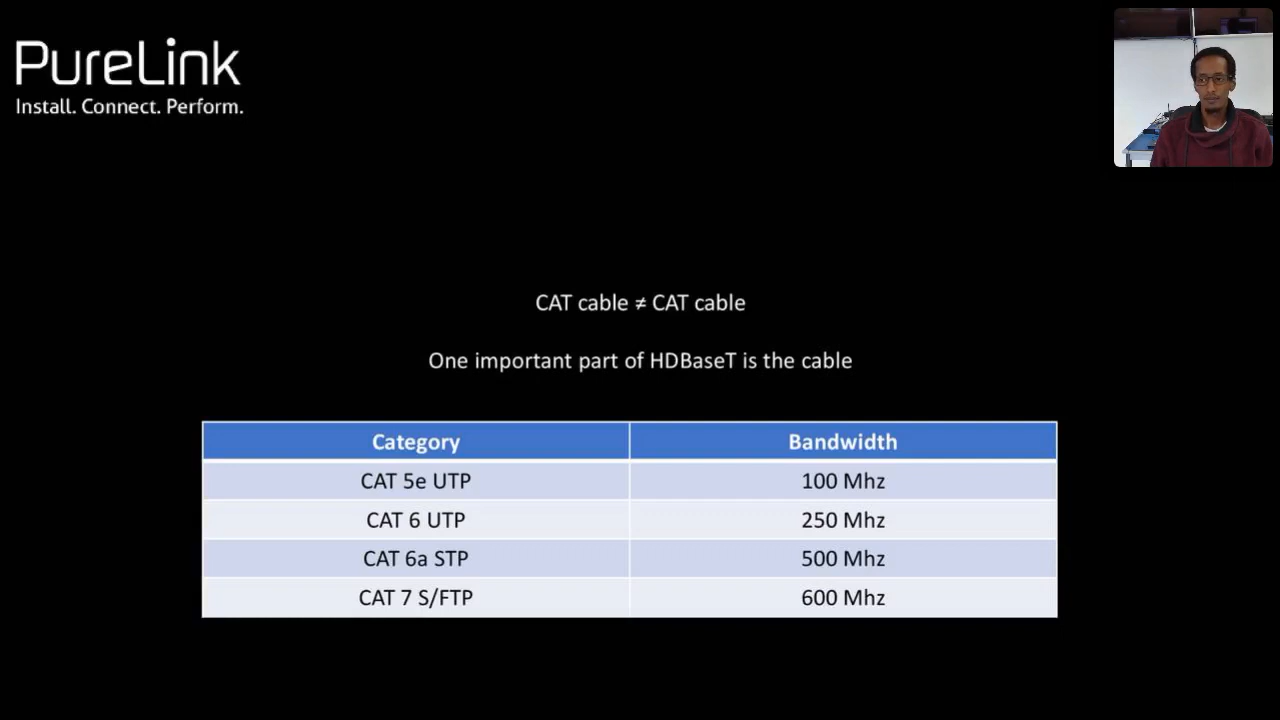 PureLink
Install. Connect. Perform.
CAT cable ≠ CAT cable
One important part of HDBaseT is the cable
Category Bandwidth
CAT 5e UTP 100 Mhz
CAT 6 UTP 250 Mhz
CAT 6a STP 500 Mhz
CAT 7 S/FTP 600 Mhz